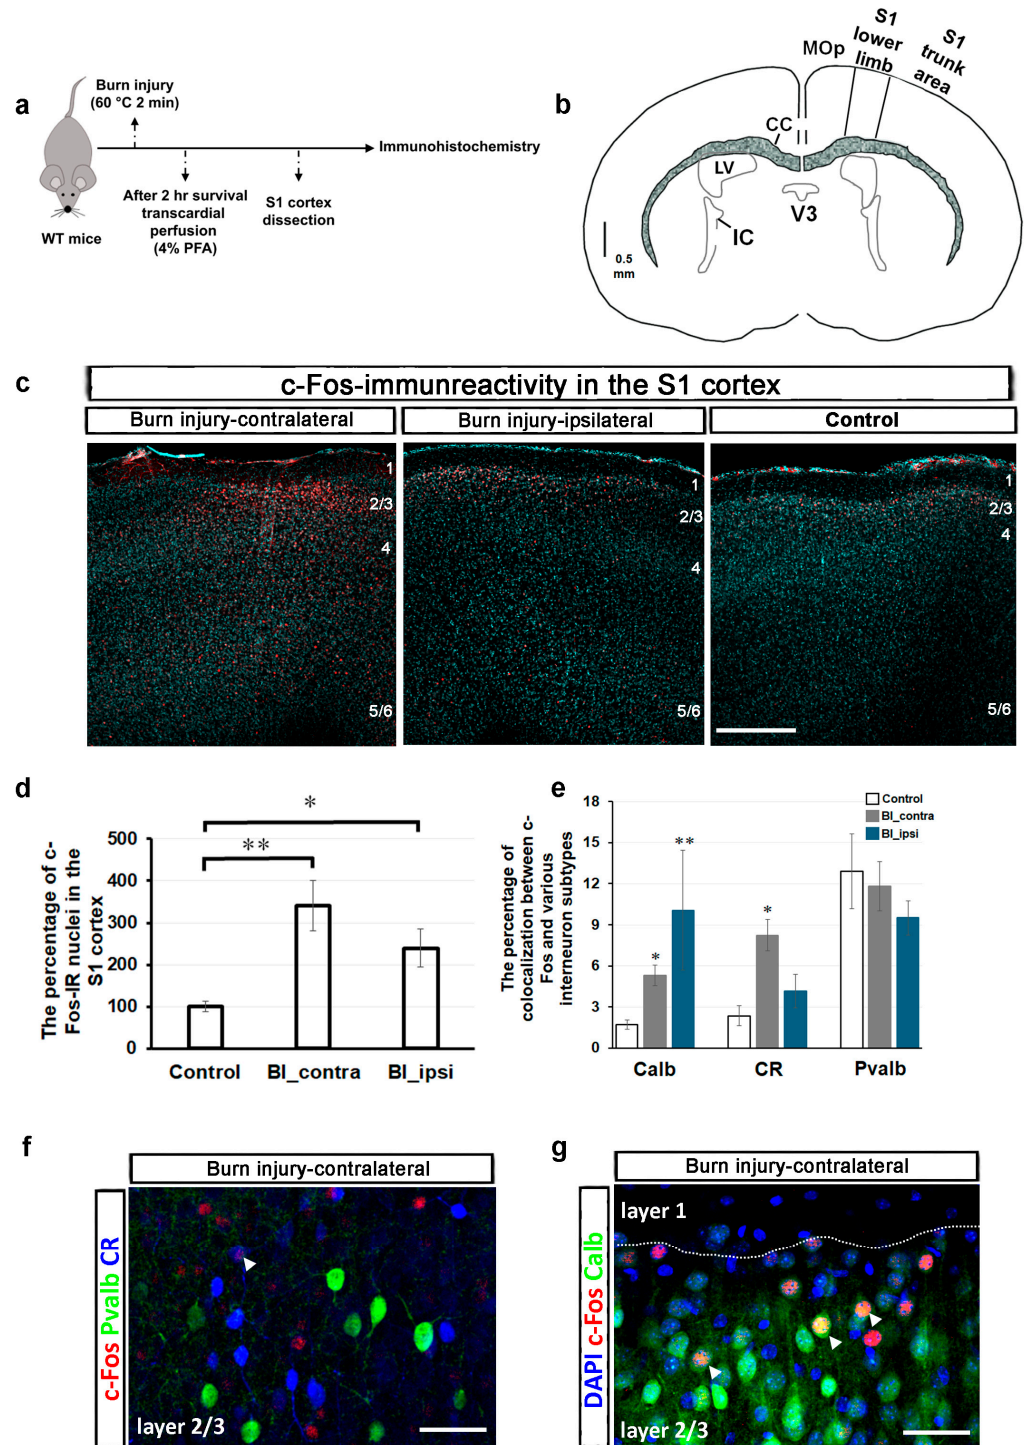 a
Burn injury
(60 °C 2 min)
Immunohistochemistry
After 2 hr survival
transcardial
perfusion
(4% PFA)
S1 cortex
dissection
WT mice
b
MOp
S1
lower
limb
S1
trunk
area
CC
LV
V3
IC
0.5
mm
c
c-Fos-immunreactivity in the S1 cortex
Burn injury-contralateral
Burn injury-ipsilateral
Control
1
2/3
4
5/6
1
2/3
4
5/6
1
2/3
4
5/6
d
The percentage of c-
Fos-IR nuclei in the
S1 cortex
500
400
300
200
100
0
*
**
Control
BI_contra
BI_ipsi
e
The percentage of
colocalization between c-
Fos and various
interneuron subtypes
18
15
12
9
6
3
0
Control
BI_contra
BI_ipsi
*
**
*
Calb
CR
Pvalb
f
Burn injury-contralateral
c-Fos Pvalb CR
layer 2/3
g
Burn injury-contralateral
DAPI c-Fos Calb
layer 1
layer 2/3